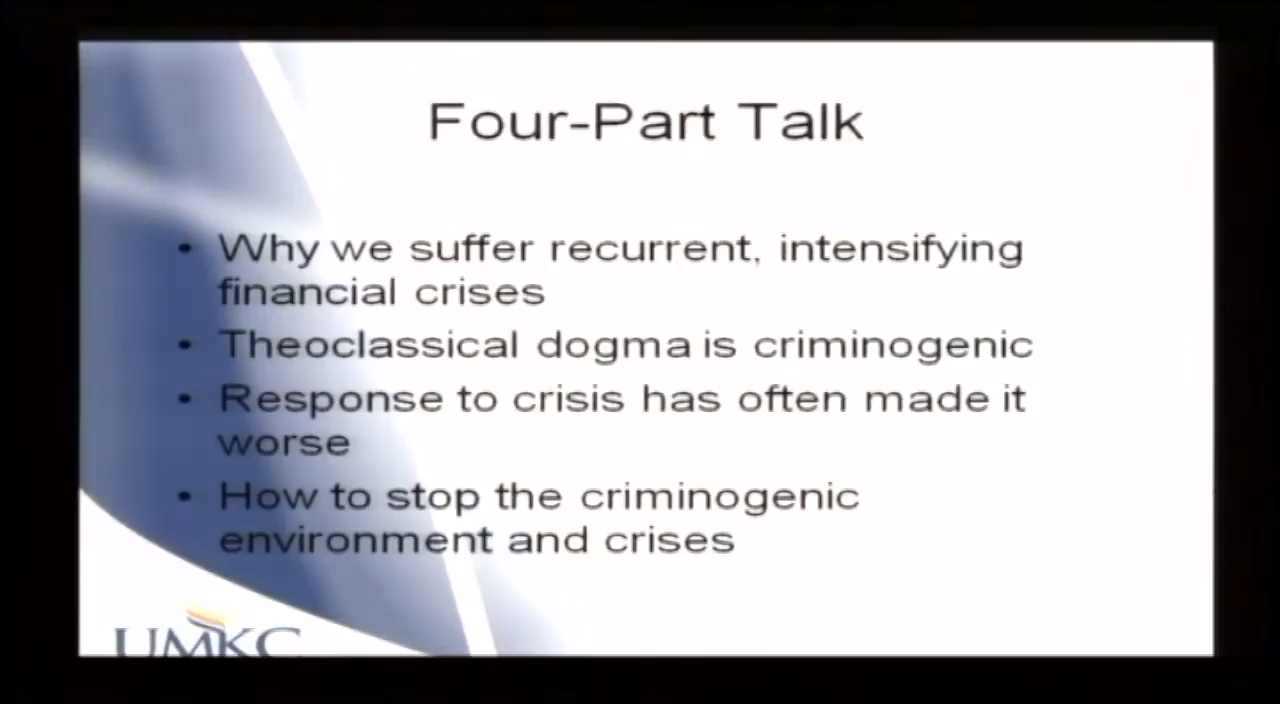 Four-Part Talk
• Why we suffer recurrent, intensifying
financial crises
• Theoclassical dogma is criminogenic
• Response to crisis has often made it
worse
• How to stop the criminogenic
environment and crises
UMKC